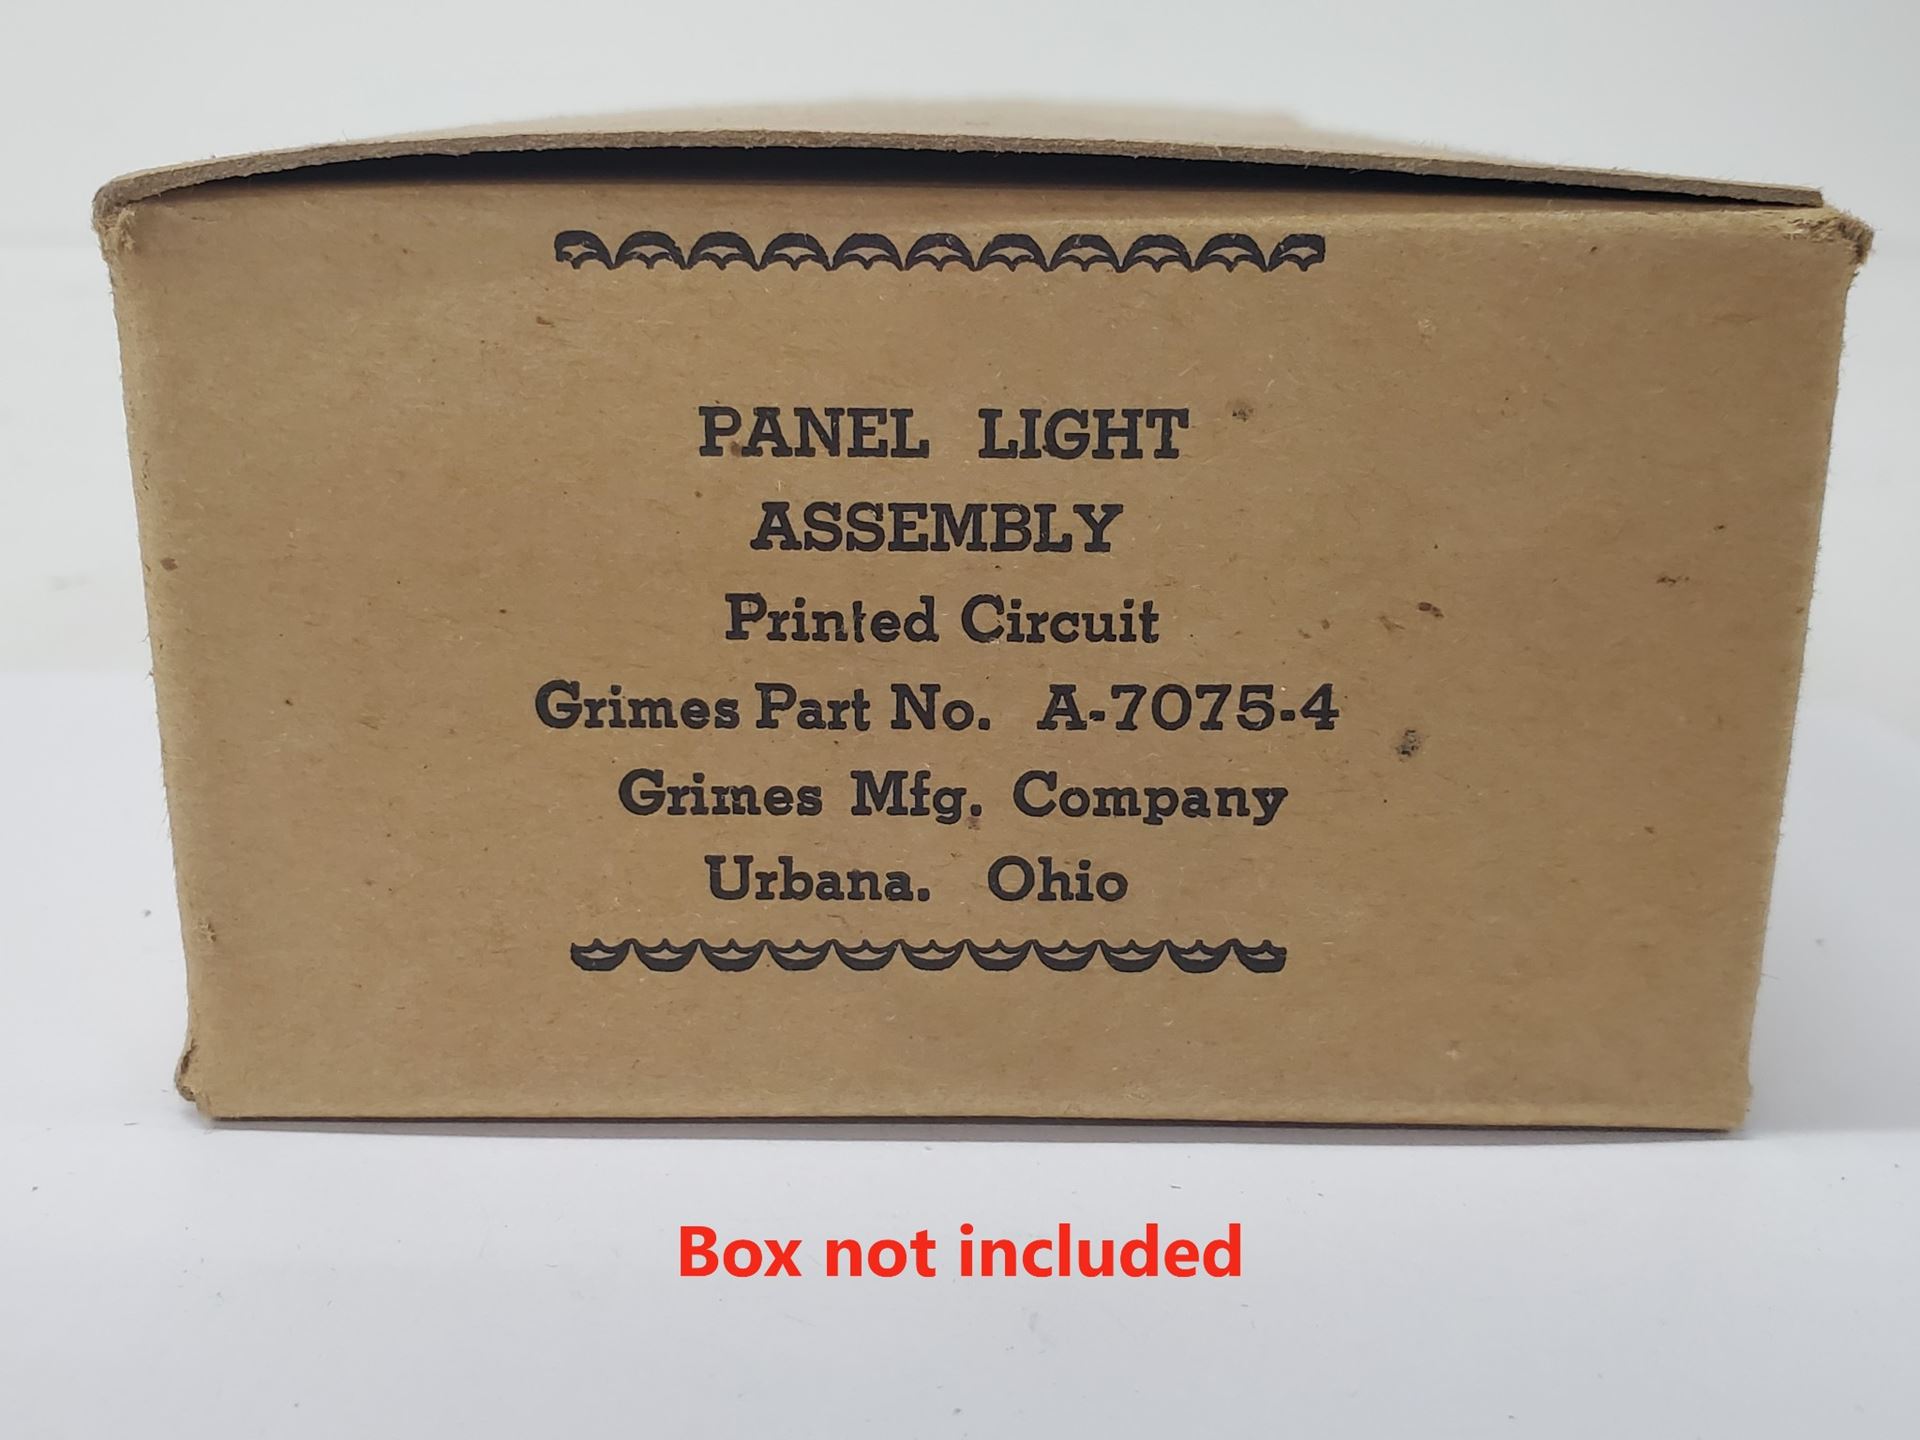 PANEL LIGHT
ASSEMBLY
Printed Circuit
Grimes Part No. A-7075-4
Grimes Mfg. Company
Urbana. Ohio
Box not included